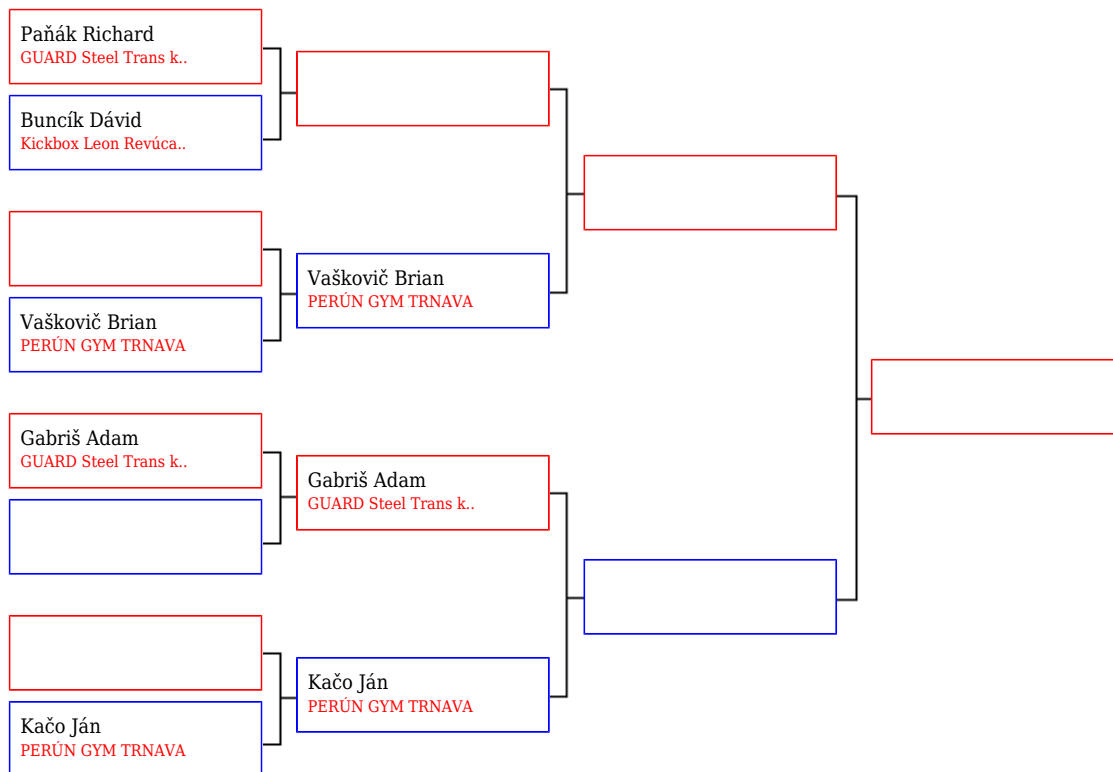 Paňák Richard
GUARD Steel Trans k..
Buncík Dávid
Kickbox Leon Revúca..
Vaškovič Brian
PERÚN GYM TRNAVA
Gabriš Adam
GUARD Steel Trans k..
Kačo Ján
PERÚN GYM TRNAVA
Vaškovič Brian
PERÚN GYM TRNAVA
Gabriš Adam
GUARD Steel Trans k..
Kačo Ján
PERÚN GYM TRNAVA